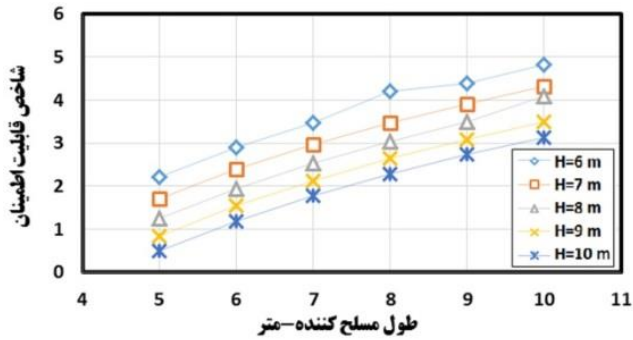 شاخص قابلیت اطمینان
6
5
4
3
2
1
0
4 5 6 7 8 9 10 11
طول مسلح کننده-متر
H=6 m
H=7 m
H=8 m
H=9 m
H=10 m